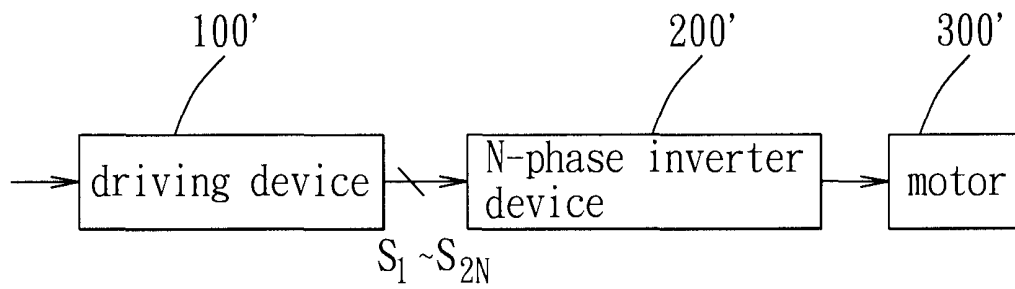 100' 200' 300'
driving device
N-phase inverter
device
motor
S₁ ~S₂N